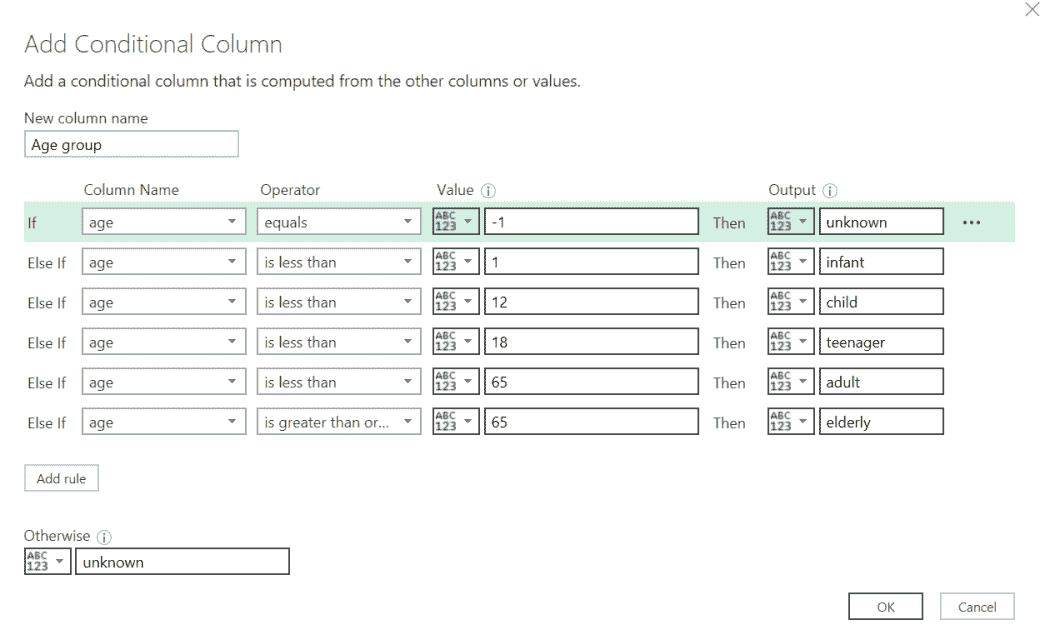 Add Conditional Column
Add a conditional column that is computed from the other columns or values.
New column name
Age group
Column Name Operator Value Output
If age equals ABC 123 -1 Then ABC 123 unknown ...
Else If age is less than ABC 123 1 Then ABC 123 infant
Else If age is less than ABC 123 12 Then ABC 123 child
Else If age is less than ABC 123 18 Then ABC 123 teenager
Else If age is less than ABC 123 65 Then ABC 123 adult
Else If age is greater than or... ABC 123 65 Then ABC 123 elderly
Add rule
Otherwise
ABC 123 unknown
OK Cancel